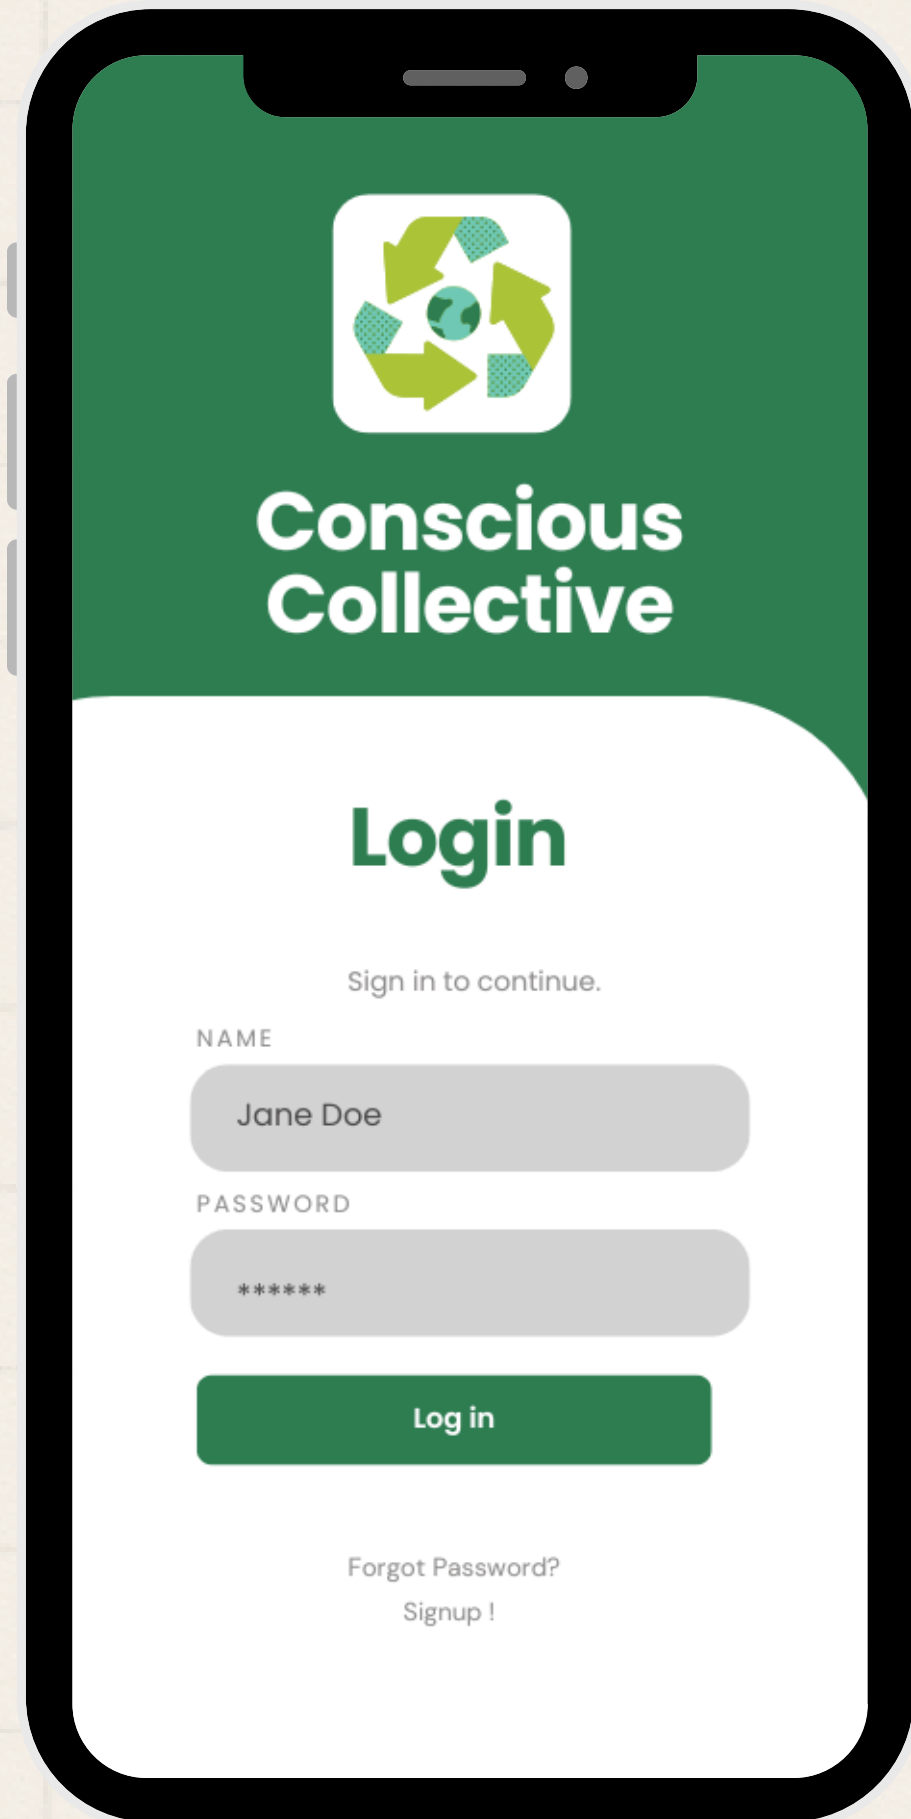 Conscious
Collective
Login
Sign in to continue.
NAME
Jane Doe
PASSWORD
******
Log in
Forgot Password?
Signup !